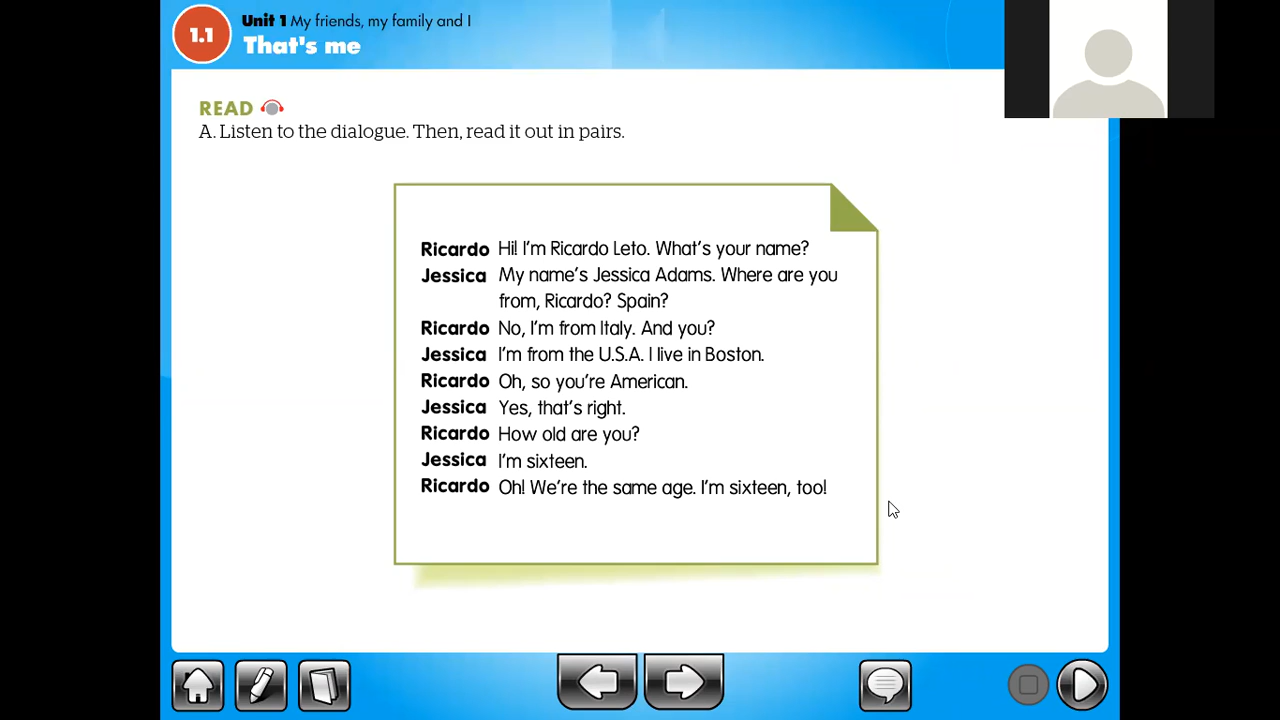 1.1
Unit 1 My friends, my family and I
That's me
READ
A. Listen to the dialogue. Then, read it out in pairs.
Ricardo Hi! I'm Ricardo Leto. What's your name?
Jessica My name's Jessica Adams. Where are you
from, Ricardo? Spain?
Ricardo No, I'm from Italy. And you?
Jessica I'm from the U.S.A. I live in Boston.
Ricardo Oh, so you're American.
Jessica Yes, that's right.
Ricardo How old are you?
Jessica I'm sixteen.
Ricardo Oh! We're the same age. I'm sixteen, too!